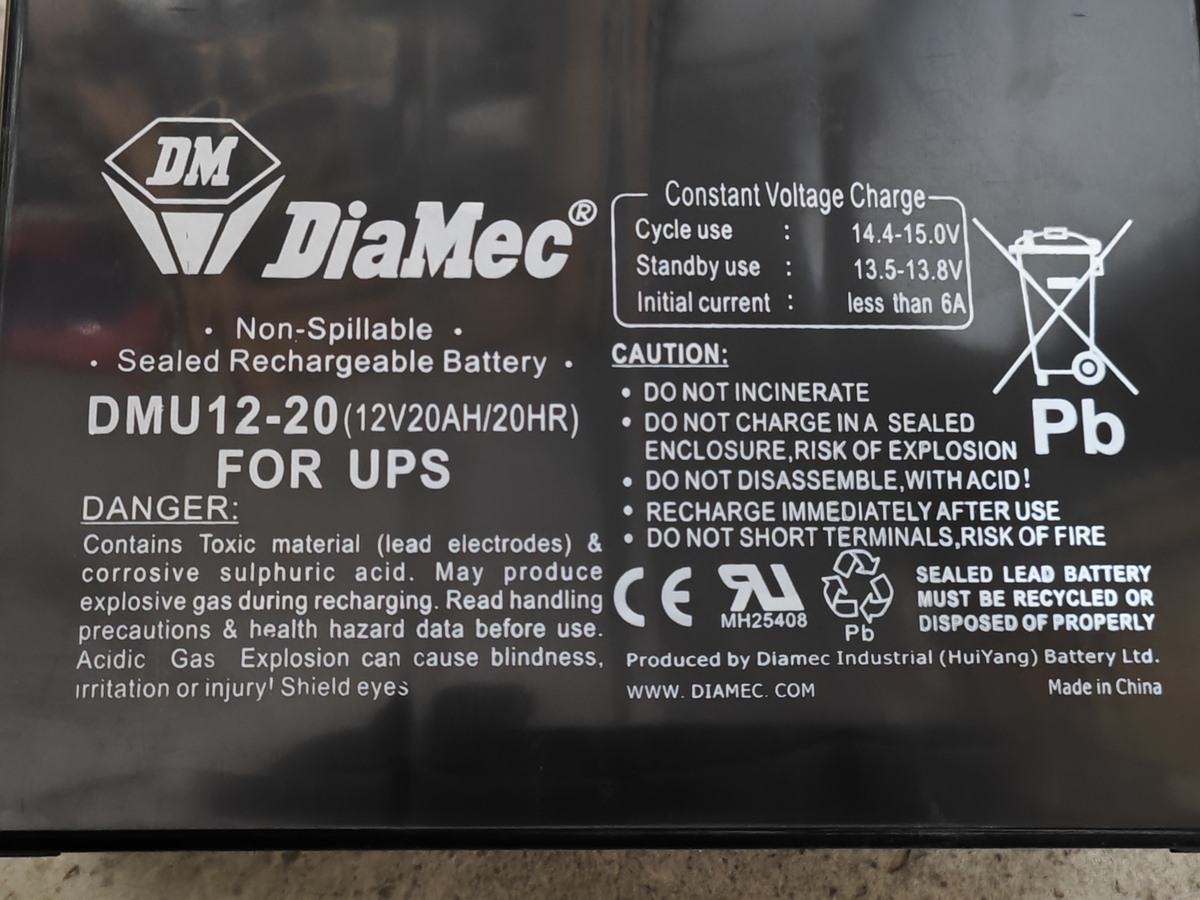 DM
DiaMec®
• Non-Spillable •
• Sealed Rechargeable Battery •
DMU12-20(12V20AH/20HR)
FOR UPS
DANGER:
Contains Toxic material (lead electrodes) &
corrosive sulphuric acid. May produce
explosive gas during recharging. Read handling
precautions & health hazard data before use.
Acidic Gas Explosion can cause blindness,
irritation or injury! Shield eyes
Constant Voltage Charge
Cycle use : 14.4-15.0V
Standby use : 13.5-13.8V
Initial current : less than 6A
Pb
CAUTION:
• DO NOT INCINERATE
• DO NOT CHARGE IN A SEALED
ENCLOSURE,RISK OF EXPLOSION
• DO NOT DISASSEMBLE,WITH ACID!
• RECHARGE IMMEDIATELY AFTER USE
• DO NOT SHORT TERMINALS,RISK OF FIRE
CE
RU
MH25408
Pb
SEALED LEAD BATTERY
MUST BE RECYCLED OR
DISPOSED OF PROPERLY
Produced by Diamec Industrial (HuiYang) Battery Ltd.
WWW. DIAMEC. COM
Made in China